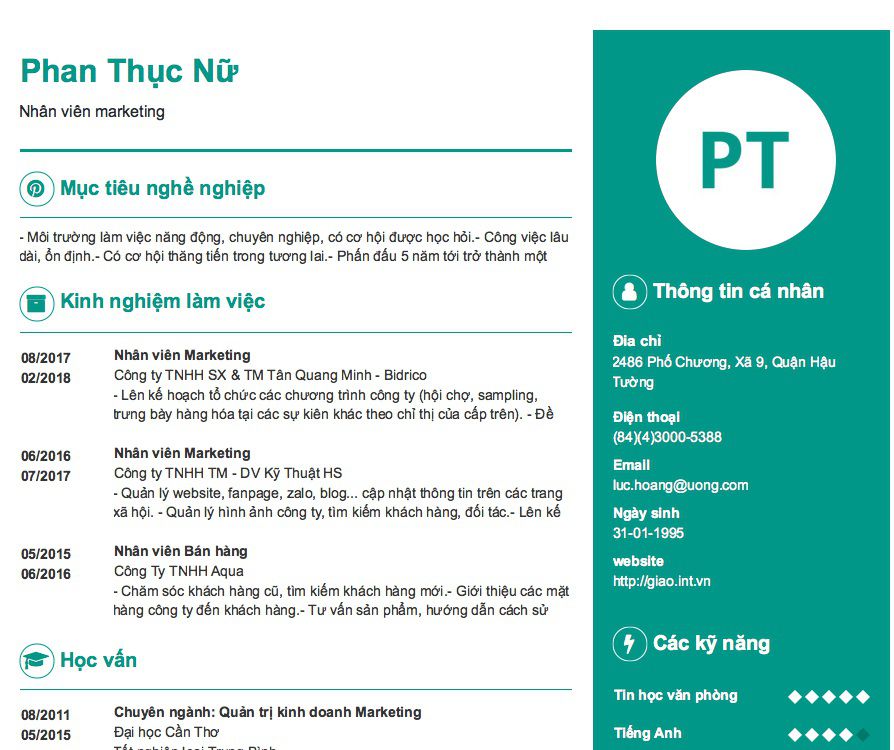 Phan Thục Nữ
Nhân viên marketing
Mục tiêu nghề nghiệp
- Môi trường làm việc năng động, chuyên nghiệp, có cơ hội được học hỏi.- Công việc lâu
dài, ổn định.- Có cơ hội thăng tiến trong tương lai.- Phấn đấu 5 năm tới trở thành một
Kinh nghiệm làm việc
08/2017
02/2018
Nhân viên Marketing
Công ty TNHH SX & TM Tân Quang Minh - Bidrico
- Lên kế hoạch tổ chức các chương trình công ty (hội chợ, sampling,
trưng bày hàng hóa tại các sự kiên khác theo chỉ thị của cấp trên). - Đề
06/2016
07/2017
Nhân viên Marketing
Công ty TNHH TM - DV Kỹ Thuật HS
- Quản lý website, fanpage, zalo, blog... cập nhật thông tin trên các trang
xã hội. - Quản lý hình ảnh công ty, tìm kiếm khách hàng, đối tác.- Lên kế
05/2015
06/2016
Nhân viên Bán hàng
Công Ty TNHH Aqua
- Chăm sóc khách hàng cũ, tìm kiếm khách hàng mới.- Giới thiệu các mặt
hàng công ty đến khách hàng.- Tư vấn sản phẩm, hướng dẫn cách sử
Học vấn
08/2011
05/2015
Chuyên ngành: Quản trị kinh doanh Marketing
Đại học Cần Thơ
Tốt nghiệp loại Trung Bình
PT
Thông tin cá nhân
Địa chỉ
2486 Phố Chương, Xã 9, Quận Hậu
Tường
Điện thoại
(84)(4)3000-5388
Email
luc.hoang@uong.com
Ngày sinh
31-01-1995
website
http://giao.int.vn
Các kỹ năng
Tin học văn phòng
Tiếng Anh